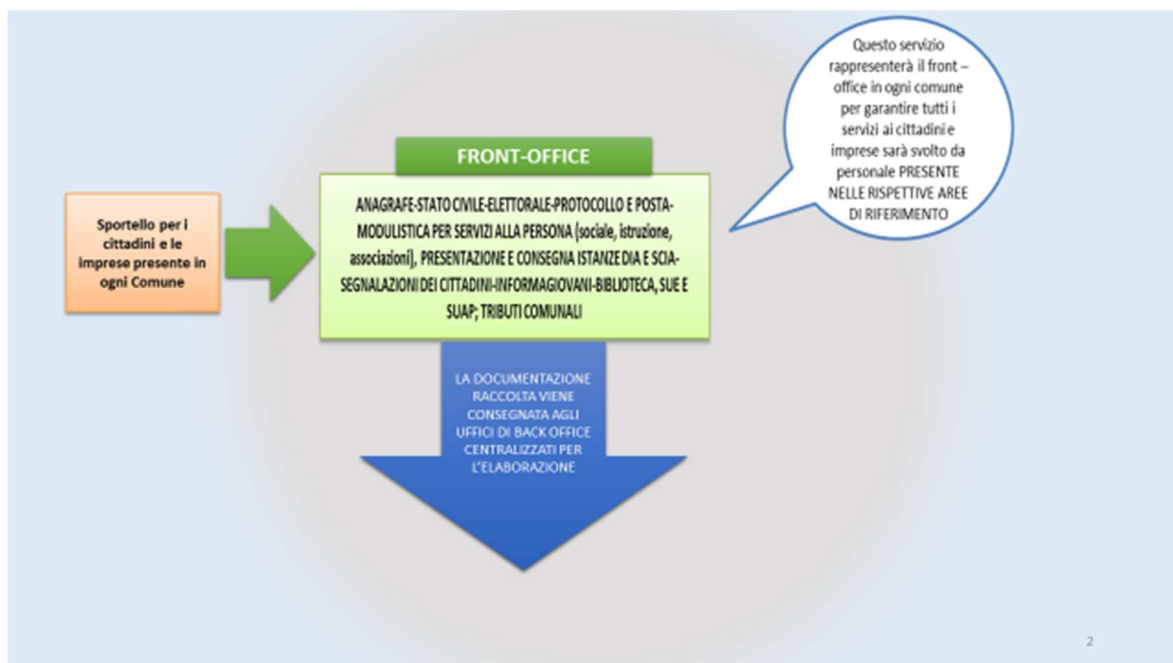 Questo servizio
rappresenterà il front –
office in ogni comune
per garantire tutti i
servizi ai cittadini e
imprese sarà svolto da
personale PRESENTE
NELLE RISPETTIVE AREE
DI RIFERIMENTO
FRONT-OFFICE
Sportello per i
cittadini e le
imprese presente in
ogni Comune
ANAGRAFE-STATO CIVILE-ELETTORALE-PROTOCOLLO E POSTA-
MODULISTICA PER SERVIZI ALLA PERSONA (sociale, istruzione,
associazioni), PRESENTAZIONE E CONSEGNA ISTANZE DIA E SCIA-
SEGNALAZIONI DEI CITTADINI-INFORMAGIOVANI-BIBLIOTECA, SUE E
SUAP; TRIBUTI COMUNALI
LA DOCUMENTAZIONE
RACCOLTA VIENE
CONSEGNATA AGLI
UFFICI DI BACK OFFICE
CENTRALIZZATI PER
L'ELABORAZIONE
2